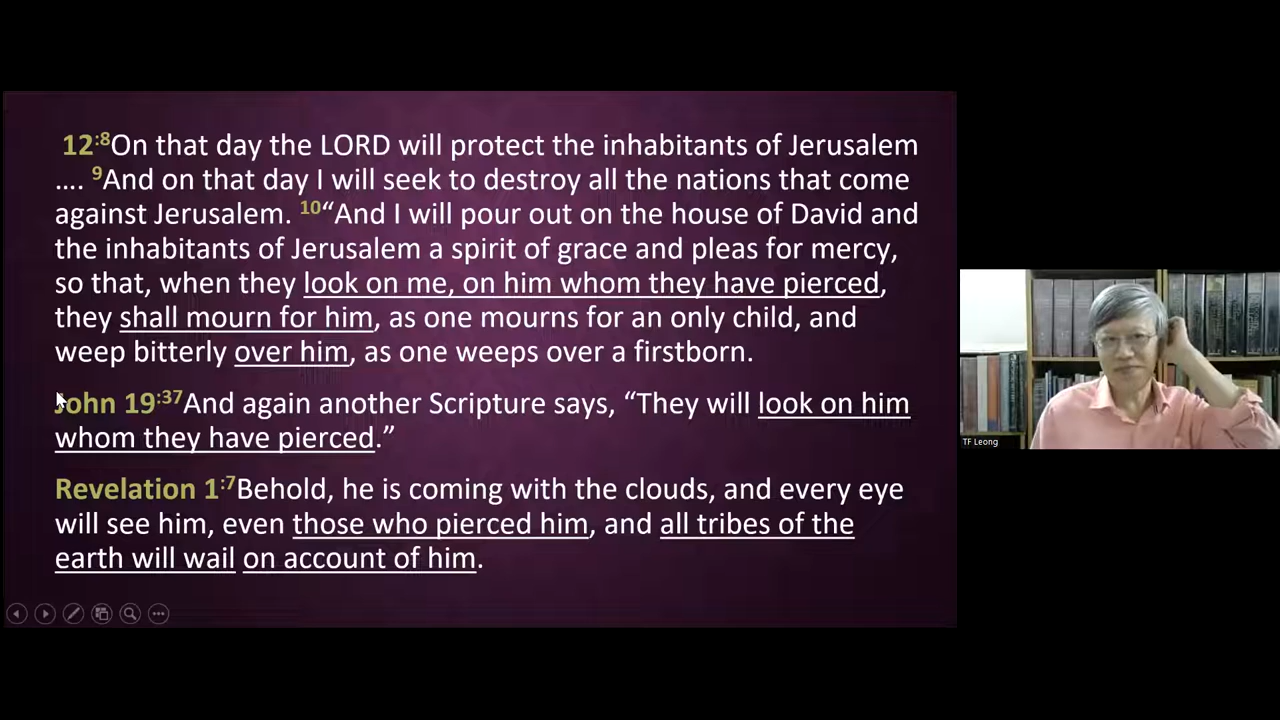 12:8On that day the LORD will protect the inhabitants of Jerusalem
.... 9And on that day I will seek to destroy all the nations that come
against Jerusalem. 10“And I will pour out on the house of David and
the inhabitants of Jerusalem a spirit of grace and pleas for mercy,
so that, when they look on me, on him whom they have pierced,
they shall mourn for him, as one mourns for an only child, and
weep bitterly over him, as one weeps over a firstborn.
John 19:37And again another Scripture says, “They will look on him
whom they have pierced.”
Revelation 1:7Behold, he is coming with the clouds, and every eye
will see him, even those who pierced him, and all tribes of the
earth will wail on account of him.
TF Leong